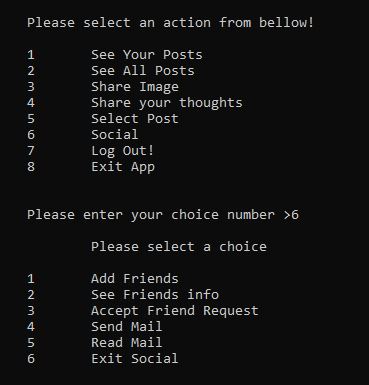 Please select an action from bellow!
1 See Your Posts
2 See All Posts
3 Share Image
4 Share your thoughts
5 Select Post
6 Social
7 Log Out!
8 Exit App
Please enter your choice number >6
Please select a choice
1 Add Friends
2 See Friends info
3 Accept Friend Request
4 Send Mail
5 Read Mail
6 Exit Social